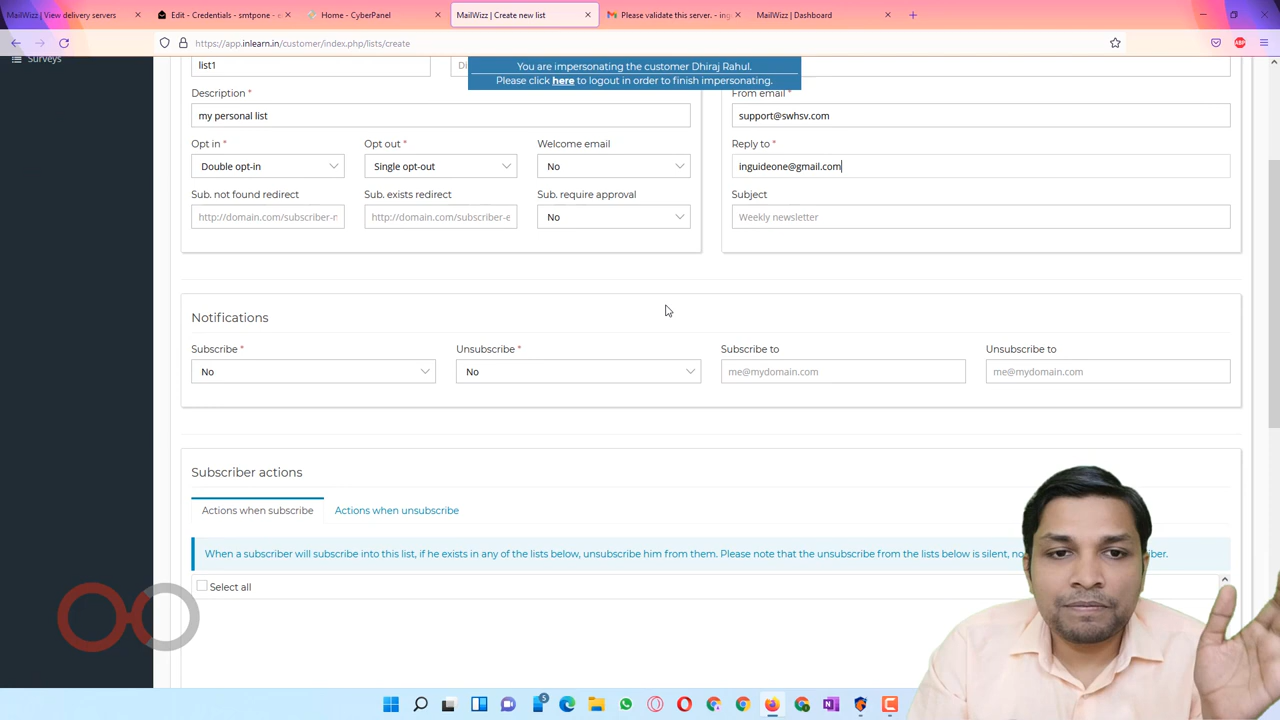 MailWizz | View delivery servers
Edit - Credentials - smtpone - e
Home - CyberPanel
MailWizz | Create new list
Please validate this server. - ing
MailWizz | Dashboard
https://app.inlearn.in/customer/index.php/lists/create
ABP
Surveys
You are impersonating the customer Dhiraj Rahul.
Please click here to logout in order to finish impersonating.
list1
Di
Description *
my personal list
Opt in *
Opt out *
Welcome email
Double opt-in
Single opt-out
No
Sub. not found redirect
Sub. exists redirect
Sub. require approval
http://domain.com/subscriber-n
http://domain.com/subscriber-e
No
From email *
support@swhsv.com
Reply to *
inguideone@gmail.com
Subject
Weekly newsletter
Notifications
Subscribe *
Unsubscribe *
Subscribe to
Unsubscribe to
No
No
me@mydomain.com
me@mydomain.com
Subscriber actions
Actions when subscribe
Actions when unsubscribe
When a subscriber will subscribe into this list, if he exists in any of the lists below, unsubscribe him from them. Please note that the unsubscribe from the lists below is silent, no
Select all
5